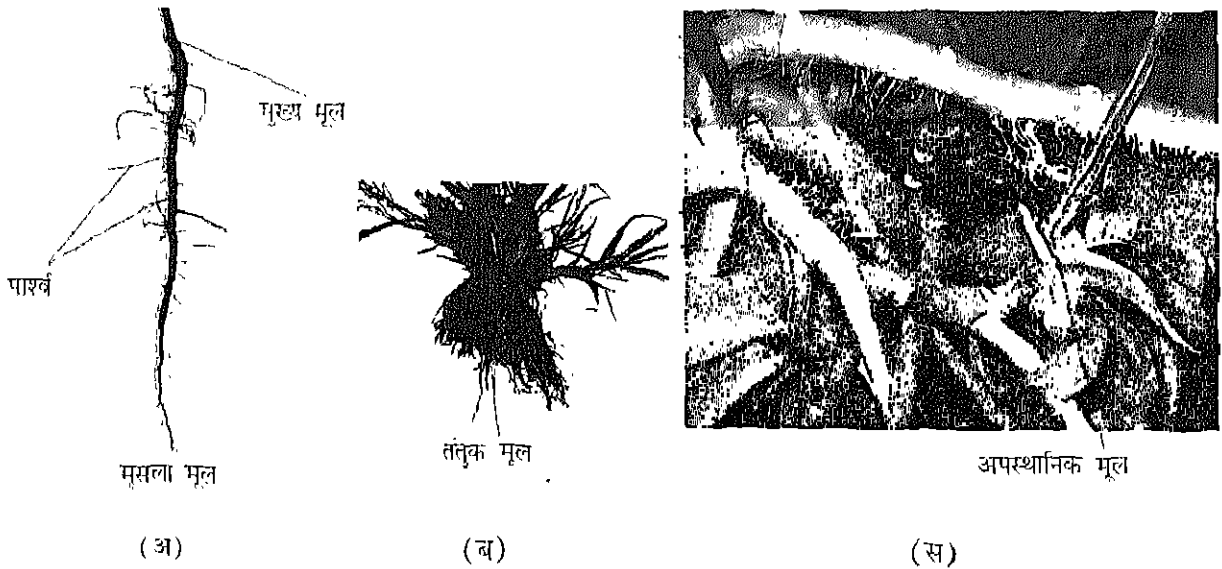 मुख्य मूल
पार्श्व
तंतुक मूल
मूसला मूल
अपस्थानिक मूल
(अ)
(ब)
(स)